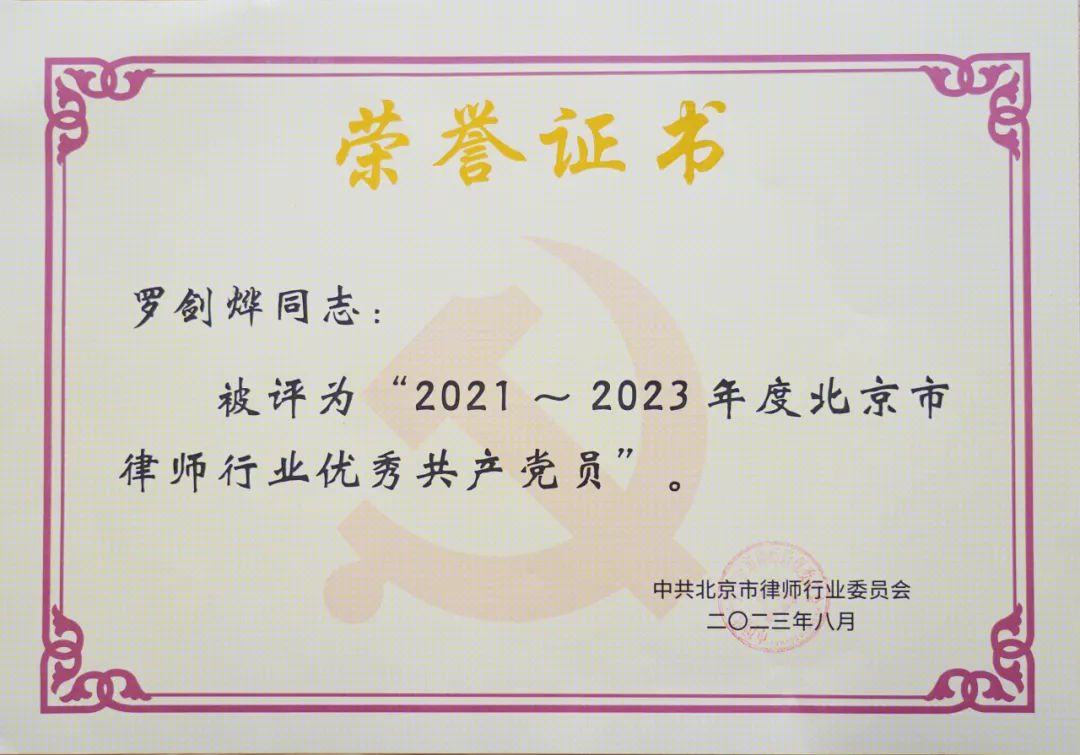 荣誉证书
罗剑烨同志：
被评为“2021～2023年度北京市
律师行业优秀共产党员”。
中共北京市律师行业委员会
二〇二三年八月